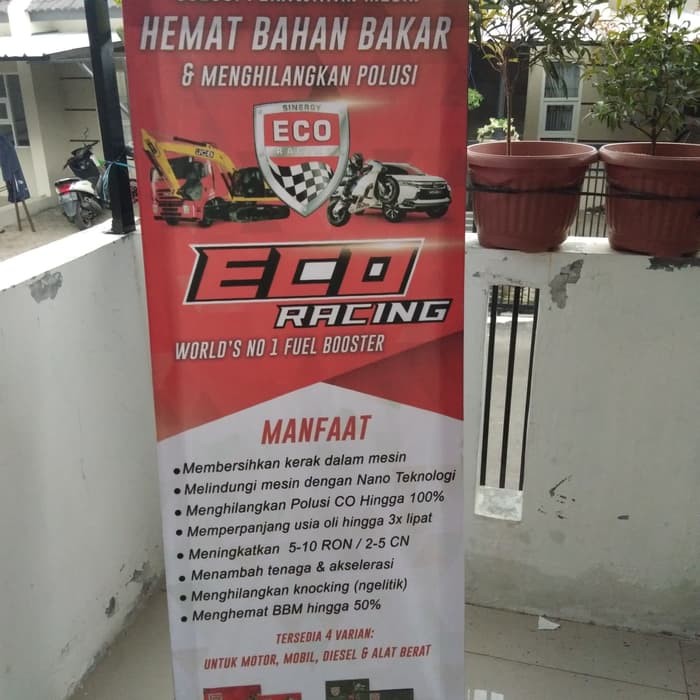 HEMAT BAHAN BAKAR
& MENGHILANGKAN POLUSI
SINERGY
ECO
RACING
JCB
ECO
RACING
WORLD'S NO 1 FUEL BOOSTER
MANFAAT
• Membersihkan kerak dalam mesin
• Melindungi mesin dengan Nano Teknologi
• Menghilangkan Polusi CO Hingga 100%
• Memperpanjang usia oli hingga 3x lipat
• Meningkatkan 5-10 RON / 2-5 CN
• Menambah tenaga & akselerasi
• Menghilangkan knocking (ngelitik)
• Menghemat BBM hingga 50%
TERSEDIA 4 VARIAN:
UNTUK MOTOR, MOBIL, DIESEL & ALAT BERAT
ECO